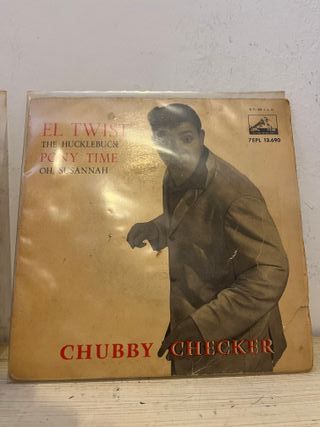 EL TWIST
THE HUCKLEBUCK
PONY TIME
OH, SUSANNAH
7EPL 13.690
CHUBBY CHECKER